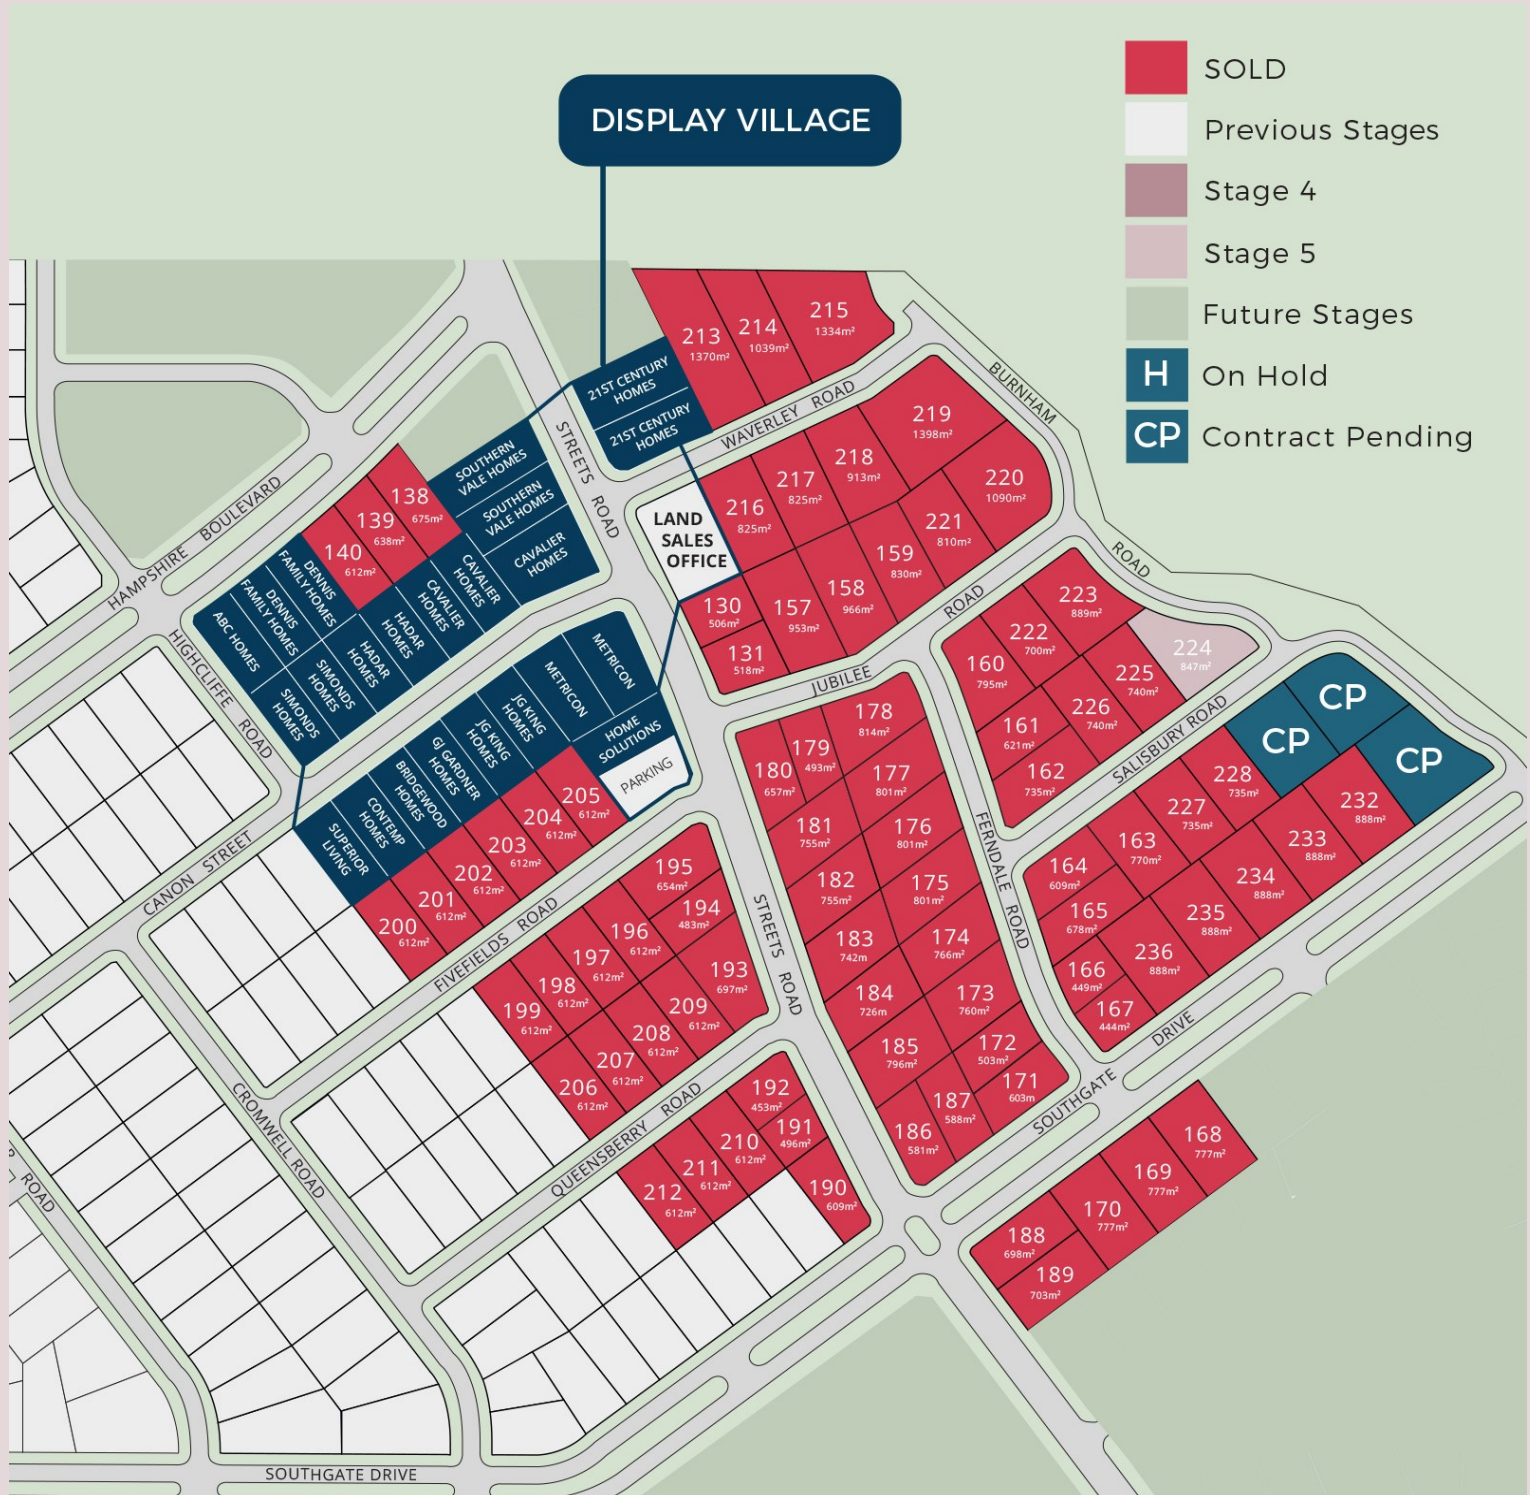 DISPLAY VILLAGE
SOLD
Previous Stages
Stage 4
Stage 5
Future Stages
H
On Hold
CP
Contract Pending
213
1370m²
214
1039m²
215
1334m²
21ST CENTURY
HOMES
21ST CENTURY
HOMES
WAVERLEY ROAD
BURNHAM
ROAD
STREETS ROAD
SOUTHERN
VALE HOMES
SOUTHERN
VALE HOMES
CAVALIER
HOMES
CAVALIER
HOMES
CAVALIER
HOMES
HADAR
HOMES
HADAR
HOMES
SIMONDS
HOMES
SIMONDS
HOMES
DENNIS
FAMILY HOMES
DENNIS
FAMILY HOMES
ABC HOMES
138
675m²
139
638m²
140
612m²
HAMPSHIRE BOULEVARD
HIGHCLIFFE ROAD
LAND
SALES
OFFICE
216
825m²
217
825m²
218
913m²
219
1398m²
220
1090m²
221
810m²
159
830m²
158
966m²
157
953m²
130
506m²
131
518m²
JUBILEE
ROAD
METRICON
METRICON
JG KING
HOMES
JG KING
HOMES
GJ GARDNER
HOMES
BRIDGEWOOD
HOMES
CONTEMP
HOMES
SUPERIOR
LIVING
HOME
SOLUTIONS
PARKING
205
612m²
204
612m²
203
612m²
202
612m²
201
612m²
200
612m²
CANON STREET
FIVEFIELDS ROAD
160
795m²
222
700m²
223
889m²
224
847m²
225
740m²
226
740m²
161
621m²
162
735m²
SALISBURY ROAD
CP
CP
CP
228
735m²
227
735m²
163
770m²
164
609m²
165
678m²
166
449m²
167
444m²
232
888m²
233
888m²
234
888m²
235
888m²
236
888m²
178
814m²
179
493m²
180
657m²
177
801m²
181
755m²
176
801m²
182
755m²
175
801m²
183
742m
174
766m²
184
726m
173
760m²
185
796m²
172
503m²
171
603m
187
588m²
186
581m²
FERNDALE ROAD
STREETS ROAD
195
654m²
194
483m²
196
612m²
197
612m²
198
612m²
199
612m²
193
697m²
209
612m²
208
612m²
207
612m²
206
612m²
QUEENSBERRY ROAD
192
453m²
191
496m²
210
612m²
211
612m²
212
612m²
190
609m²
SOUTHGATE DRIVE
168
777m²
169
777m²
170
777m²
188
698m²
189
703m²
CROMWELL ROAD
ROAD
SOUTHGATE DRIVE